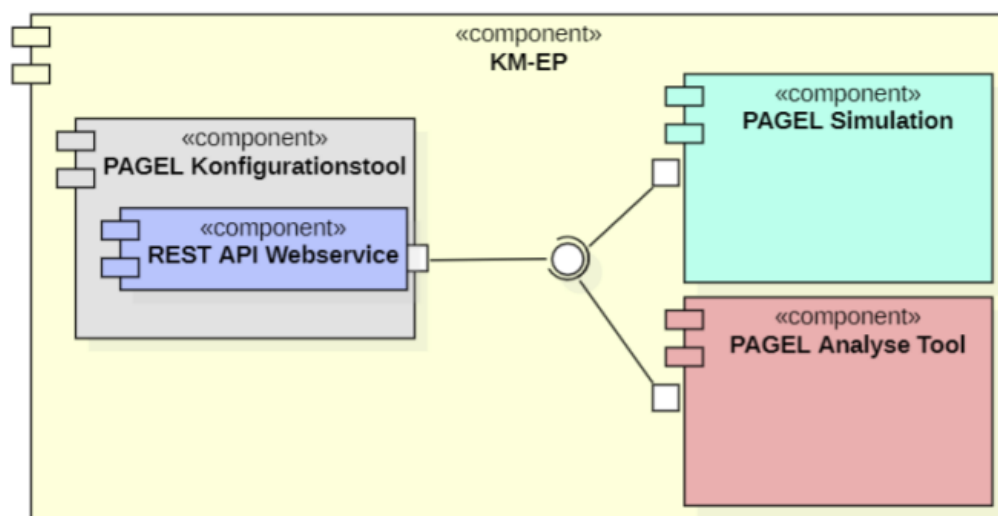 «component»
KM-EP
«component»
PAGEL Konfigurationstool
«component»
REST API Webservice
«component»
PAGEL Simulation
«component»
PAGEL Analyse Tool